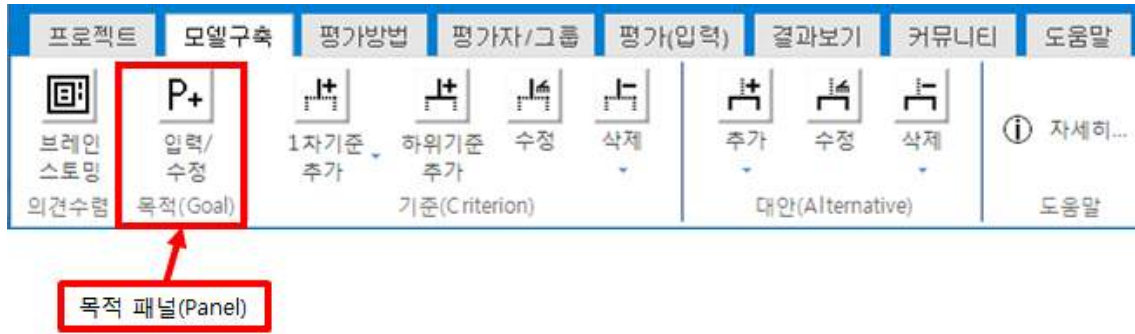 프로젝트 모델구축 평가방법 평가자/그룹 평가(입력) 결과보기 커뮤니티 도움말
P+
브레인 입력/ 1차기준 하위기준 수정 삭제 추가 수정 삭제 자세히...
스토밍 수정 추가 추가
의견수렴 목적(Goal) 기준(Criterion) 대안(Alternative) 도움말
목적 패널(Panel)